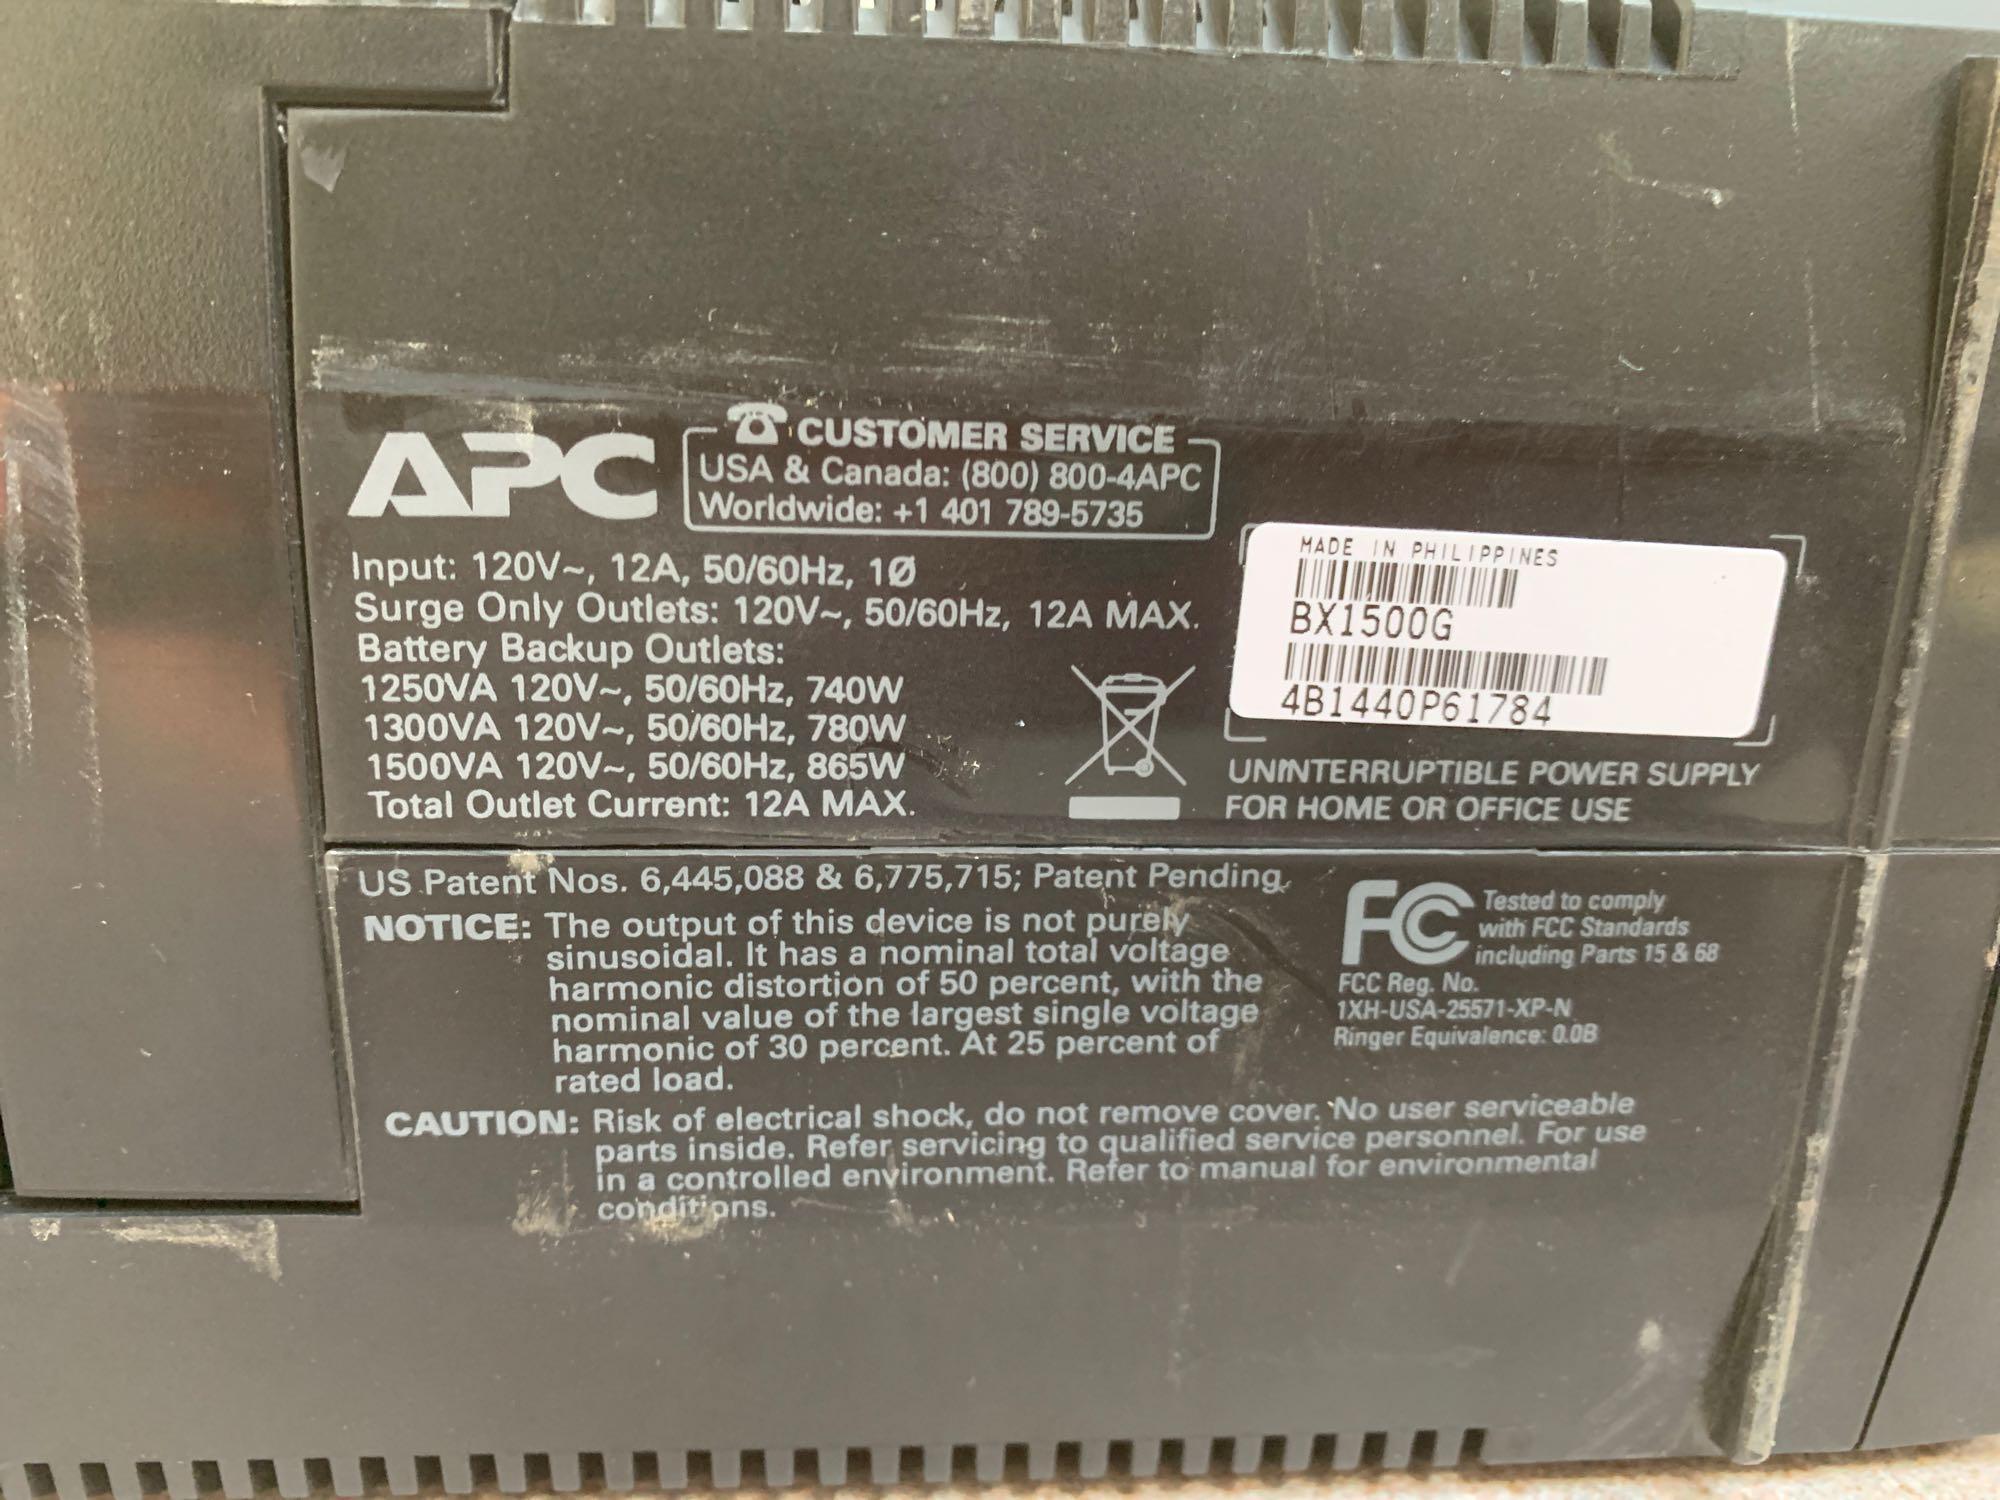 APC
CUSTOMER SERVICE
USA & Canada: (800) 800-4APC
Worldwide: +1 401 789-5735
Input: 120V~, 12A, 50/60Hz, 1Ø
Surge Only Outlets: 120V~, 50/60Hz, 12A MAX.
Battery Backup Outlets:
1250VA 120V~, 50/60Hz, 740W
1300VA 120V~, 50/60Hz, 780W
1500VA 120V~, 50/60Hz, 865W
Total Outlet Current: 12A MAX.
MADE IN PHILIPPINES
BX1500G
4B1440P61784
UNINTERRUPTIBLE POWER SUPPLY
FOR HOME OR OFFICE USE
US Patent Nos. 6,445,088 & 6,775,715; Patent Pending.
NOTICE: The output of this device is not purely
sinusoidal. It has a nominal total voltage
harmonic distortion of 50 percent, with the
nominal value of the largest single voltage
harmonic of 30 percent. At 25 percent of
rated load.
FC Tested to comply
with FCC Standards
including Parts 15 & 68
FCC Reg. No.
1XH-USA-25571-XP-N
Ringer Equivalence: 0.0B
CAUTION: Risk of electrical shock, do not remove cover. No user serviceable
parts inside. Refer servicing to qualified service personnel. For use
in a controlled environment. Refer to manual for environmental
conditions.